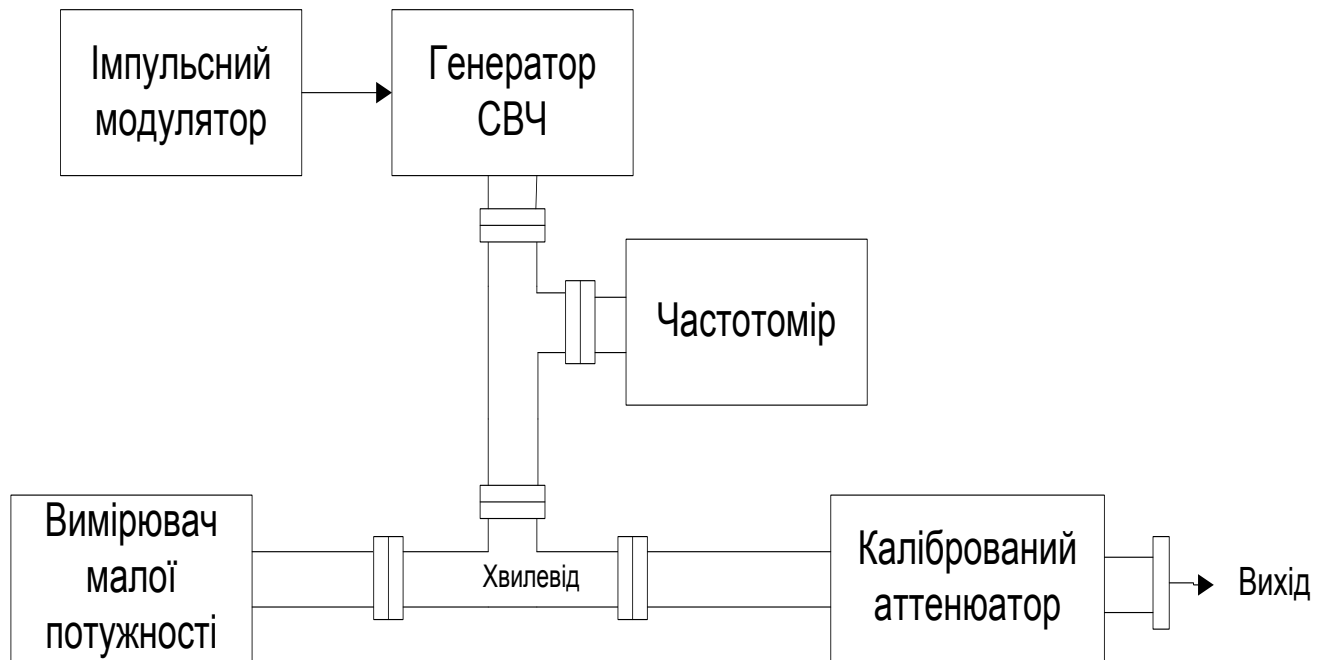 Імпульсний
модулятор
Генератор
СВЧ
Частотомір
Вимірювач
малої
потужності
Хвилевід
Калібрований
аттенюатор
Вихід